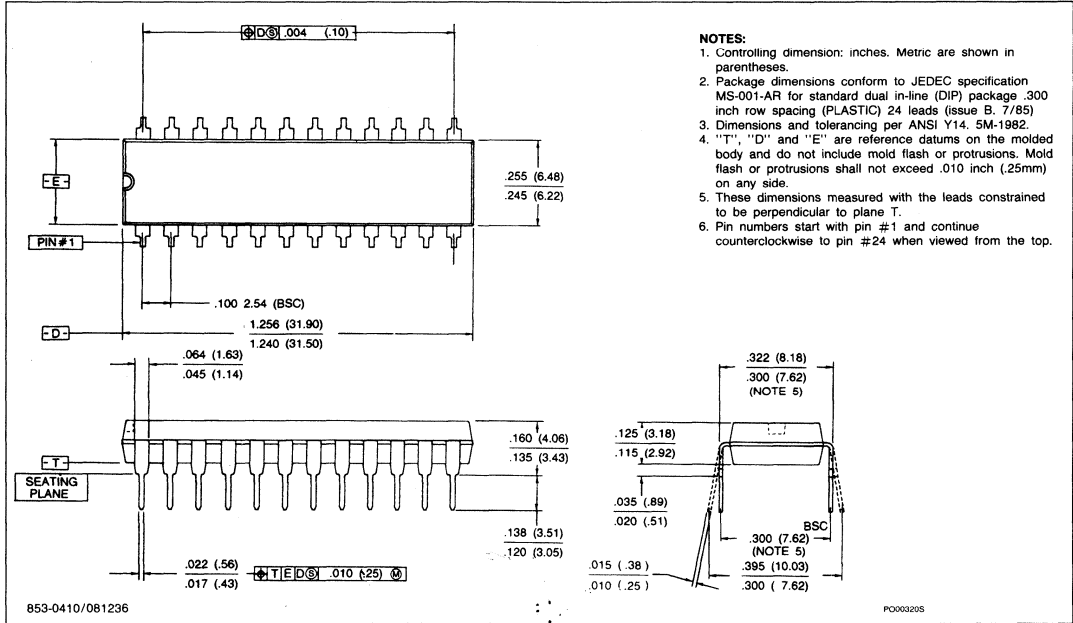 ⌖ D Ⓢ .004 (.10)
- E -
.255 (6.48)
.245 (6.22)
PIN #1
.100 2.54 (BSC)
- D -
1.256 (31.90)
1.240 (31.50)
.064 (1.63)
.045 (1.14)
.160 (4.06)
.135 (3.43)
- T -
SEATING
PLANE
.138 (3.51)
.120 (3.05)
.022 (.56)
.017 (.43)
⌖ T E D Ⓢ .010 (.25) Ⓜ
853-0410/081236
NOTES:
1. Controlling dimension: inches. Metric are shown in
parentheses.
2. Package dimensions conform to JEDEC specification
MS-001-AR for standard dual in-line (DIP) package .300
inch row spacing (PLASTIC) 24 leads (issue B. 7/85)
3. Dimensions and tolerancing per ANSI Y14. 5M-1982.
4. "T", "D" and "E" are reference datums on the molded
body and do not include mold flash or protrusions. Mold
flash or protrusions shall not exceed .010 inch (.25mm)
on any side.
5. These dimensions measured with the leads constrained
to be perpendicular to plane T.
6. Pin numbers start with pin #1 and continue
counterclockwise to pin #24 when viewed from the top.
.322 (8.18)
.300 (7.62)
(NOTE 5)
.125 (3.18)
.115 (2.92)
.035 (.89)
.020 (.51)
BSC
.300 (7.62)
(NOTE 5)
.015 (.38)
.010 (.25)
.395 (10.03)
.300 (7.62)
PO00320S